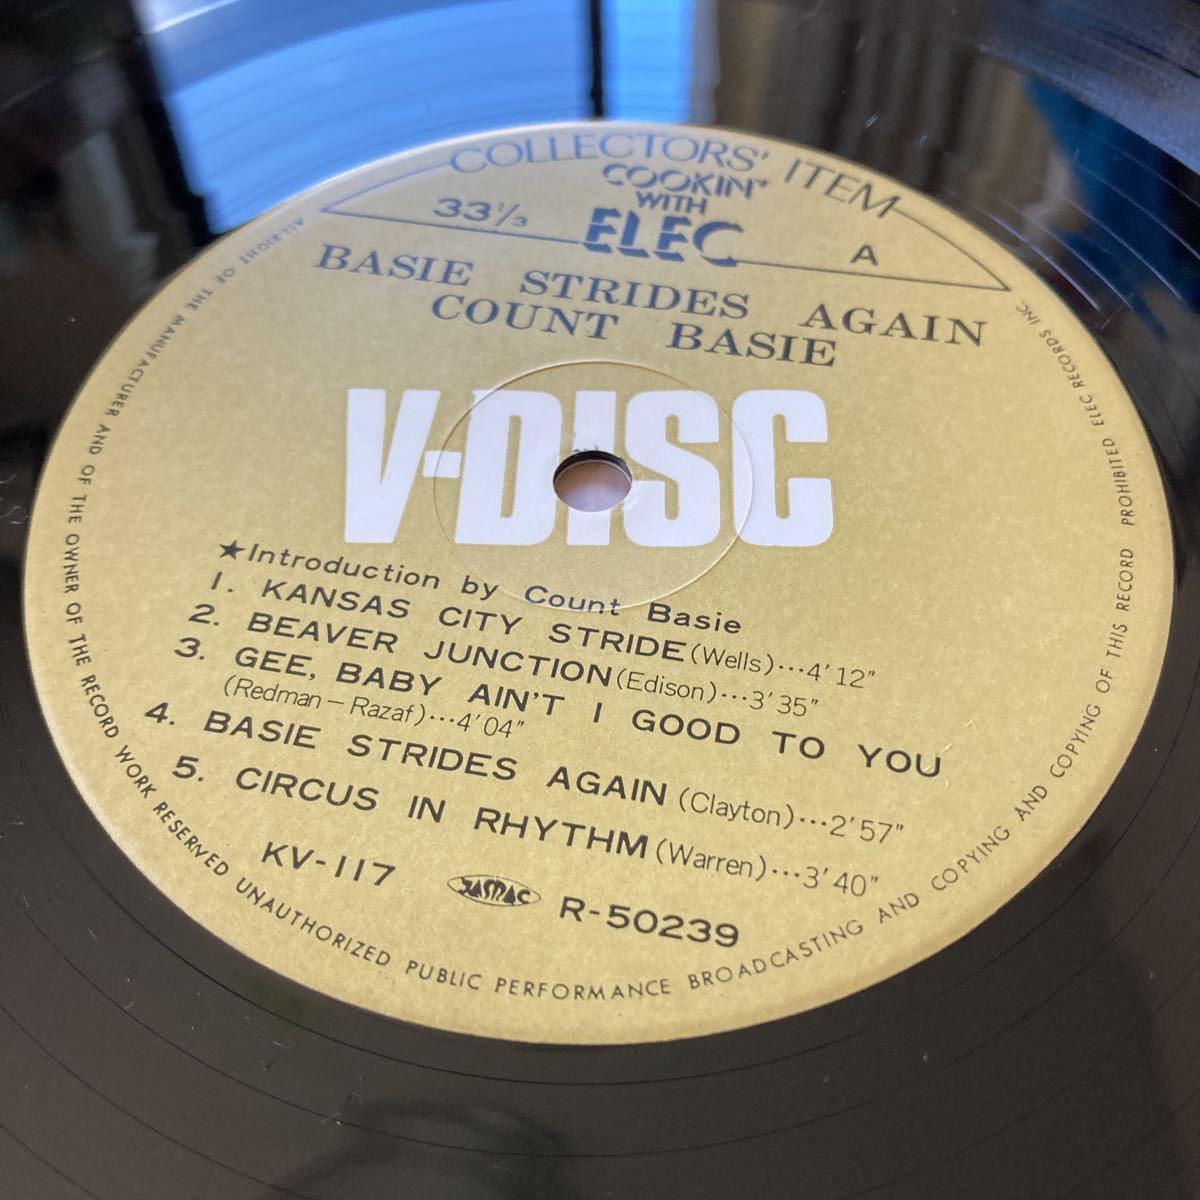 COLLECTORS' ITEM
COOKIN'
WITH
ELEC
33⅓
A
BASIE STRIDES AGAIN
COUNT BASIE
V-DISC
★Introduction by Count Basie
1. KANSAS CITY STRIDE (Wells)…4'12"
2. BEAVER JUNCTION (Edison)…3'35"
3. GEE, BABY AIN'T I GOOD TO YOU
(Redman－Razaf)…4'04"
4. BASIE STRIDES AGAIN (Clayton)…2'57"
5. CIRCUS IN RHYTHM (Warren)…3'40"
KV-117
JASRAC
R-50239
ALL RIGHT OF THE MANUFACTURER AND OF THE OWNER OF THE RECORD WORK RESERVED UNAUTHORIZED PUBLIC PERFORMANCE BROADCASTING AND COPYING AND COPYING OF THIS RECORD PROHIBITED ELEC RECORDS INC.